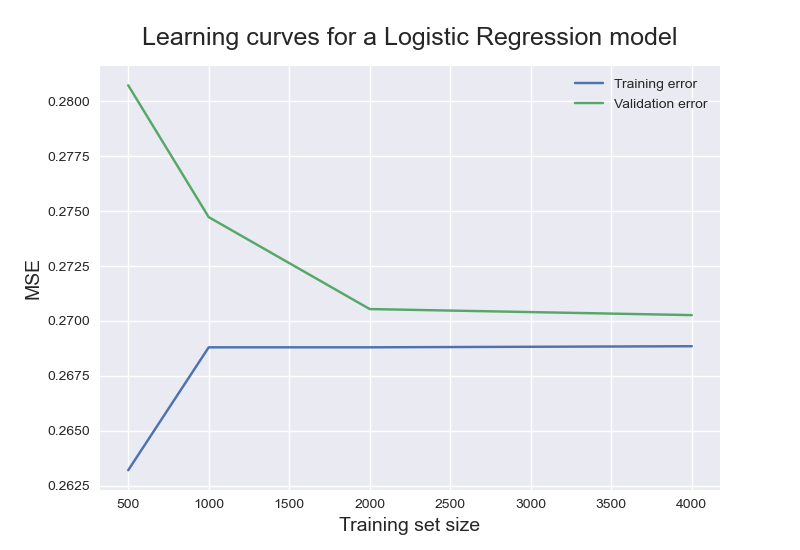 Learning curves for a Logistic Regression model
Training error
Validation error
0.2800
0.2775
0.2750
0.2725
0.2700
0.2675
0.2650
0.2625
MSE
500 1000 1500 2000 2500 3000 3500 4000
Training set size